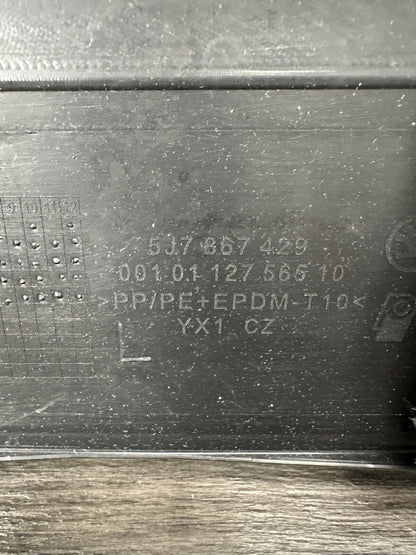 5J7 867 429
001 01 127 565 10
>PP/PE+EPDM-T10<
YX1 CZ